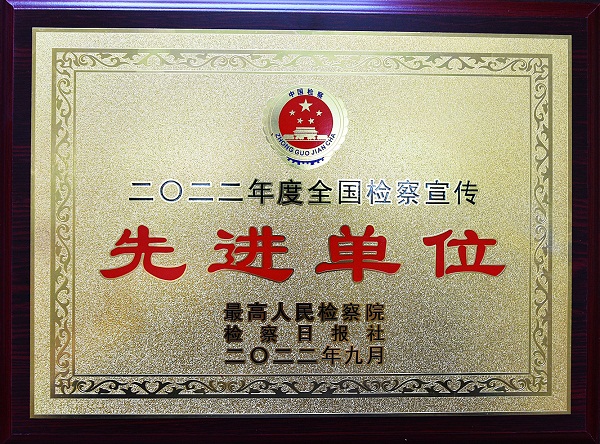 中国检察
ZHONG GUO JIAN CHA
二〇二二年度全国检察宣传
先进单位
最高人民检察院
检察日报社
二〇二二年九月